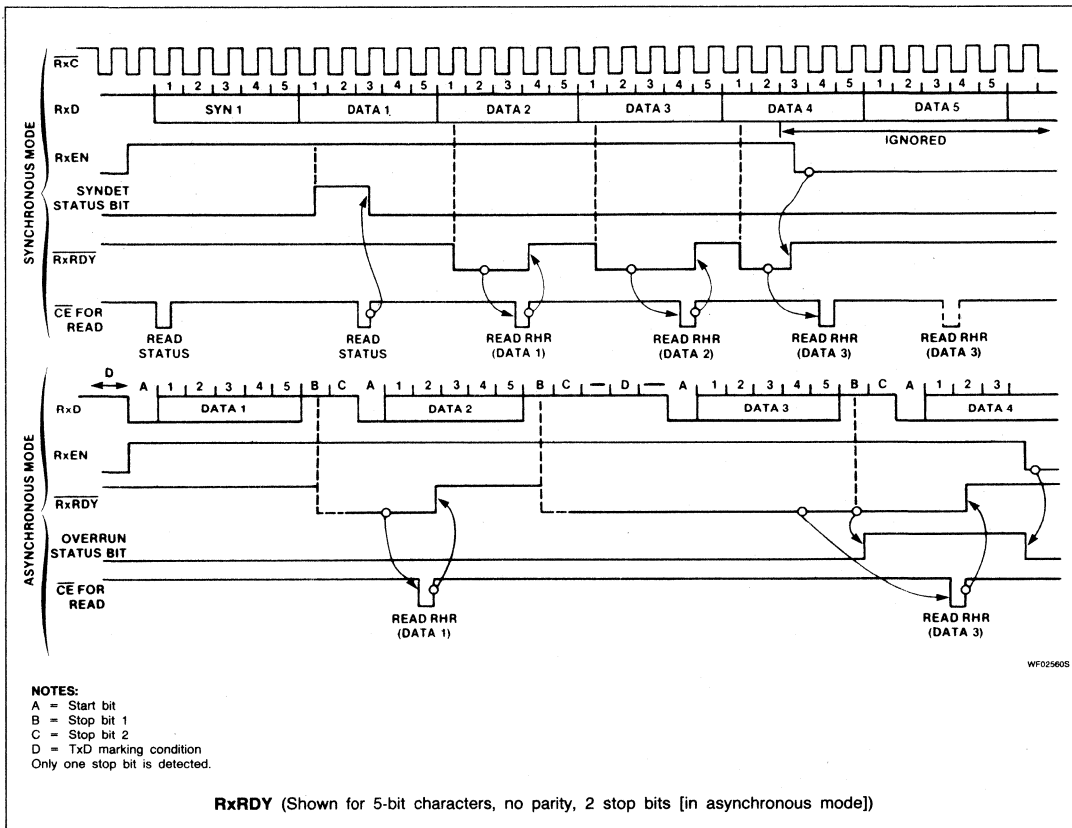 SYNCHRONOUS MODE
RxC
1 2 3 4 5 1 2 3 4 5 1 2 3 4 5 1 2 3 4 5 1 2 3 4 5 1 2 3 4 5 1
RxD SYN 1 DATA 1 DATA 2 DATA 3 DATA 4 DATA 5
IGNORED
RxEN
SYNDET
STATUS BIT
RxRDY
CE FOR
READ
READ
STATUS
READ
STATUS
READ RHR
(DATA 1)
READ RHR
(DATA 2)
READ RHR
(DATA 3)
READ RHR
(DATA 3)
ASYNCHRONOUS MODE
D
A 1 2 3 4 5 B C A 1 2 3 4 5 B C D A 1 2 3 4 5 B C A 1 2 3
RxD DATA 1 DATA 2 DATA 3 DATA 4
RxEN
RxRDY
OVERRUN
STATUS BIT
CE FOR
READ
READ RHR
(DATA 1)
READ RHR
(DATA 3)
WF02560S
NOTES:
A = Start bit
B = Stop bit 1
C = Stop bit 2
D = TxD marking condition
Only one stop bit is detected.
RxRDY (Shown for 5-bit characters, no parity, 2 stop bits [in asynchronous mode])